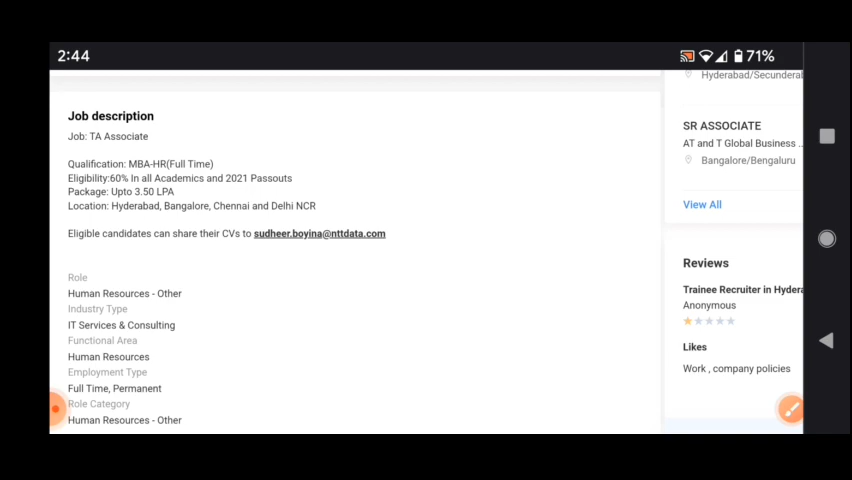 2:44
71%
Job description
Job: TA Associate
Qualification: MBA-HR(Full Time)
Eligibility:60% In all Academics and 2021 Passouts
Package: Upto 3.50 LPA
Location: Hyderabad, Bangalore, Chennai and Delhi NCR
Eligible candidates can share their CVs to sudheer.boyina@nttdata.com
Role
Human Resources - Other
Industry Type
IT Services & Consulting
Functional Area
Human Resources
Employment Type
Full Time, Permanent
Role Category
Human Resources - Other
Hyderabad/Secunderal
SR ASSOCIATE
AT and T Global Business ..
Bangalore/Bengaluru
View All
Reviews
Trainee Recruiter in Hydera
Anonymous
Likes
Work , company policies